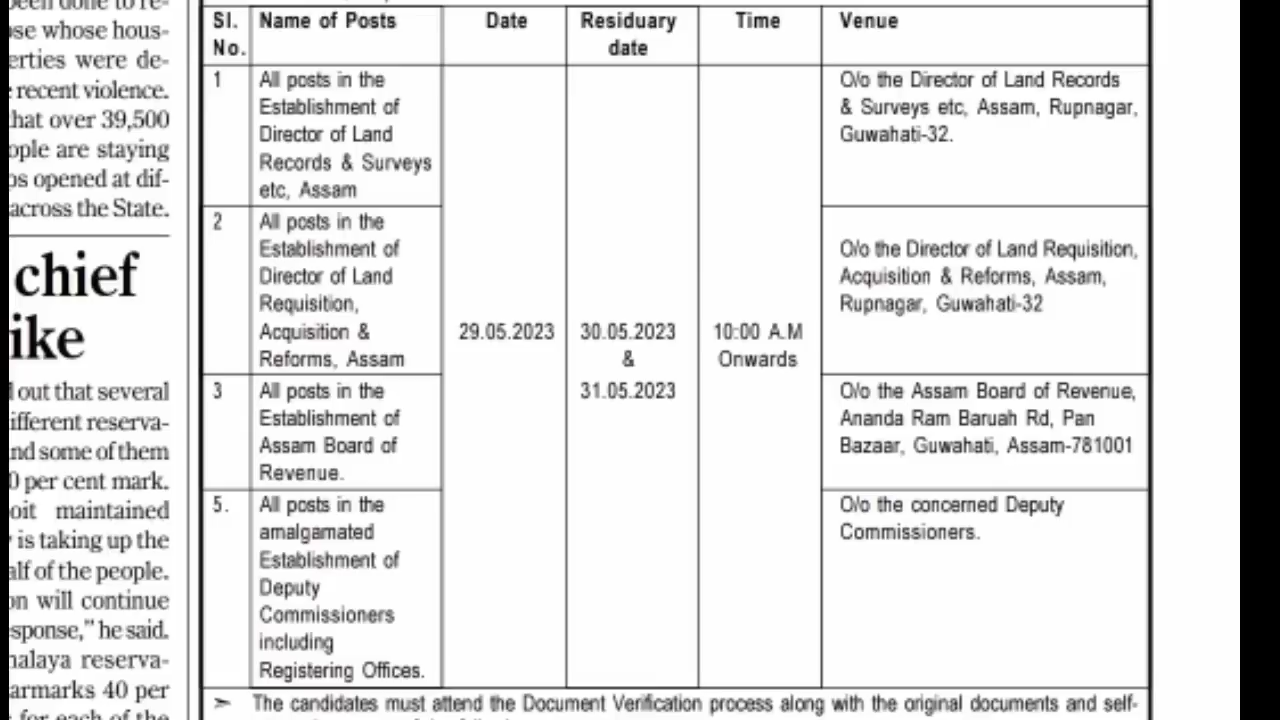 ose whose hous-
erties were de-
recent violence.
that over 39,500
ople are staying
os opened at dif-
across the State.
chief
ike
out that several
ifferent reserva-
nd some of them
0 per cent mark.
oit maintained
is taking up the
alf of the people.
on will continue
sponse," he said.
halaya reserva-
armarks 40 per
for each of the
Sl. No. Name of Posts Date Residuary date Time Venue
1 All posts in the
Establishment of
Director of Land
Records & Surveys
etc, Assam
O/o the Director of Land Records
& Surveys etc, Assam, Rupnagar,
Guwahati-32.
2 All posts in the
Establishment of
Director of Land
Requisition,
Acquisition &
Reforms, Assam
29.05.2023
30.05.2023
&
31.05.2023
10:00 A.M
Onwards
O/o the Director of Land Requisition,
Acquisition & Reforms, Assam,
Rupnagar, Guwahati-32
3 All posts in the
Establishment of
Assam Board of
Revenue.
O/o the Assam Board of Revenue,
Ananda Ram Baruah Rd, Pan
Bazaar, Guwahati, Assam-781001
5. All posts in the
amalgamated
Establishment of
Deputy
Commissioners
including
Registering Offices.
O/o the concerned Deputy
Commissioners.
➢ The candidates must attend the Document Verification process along with the original documents and self-